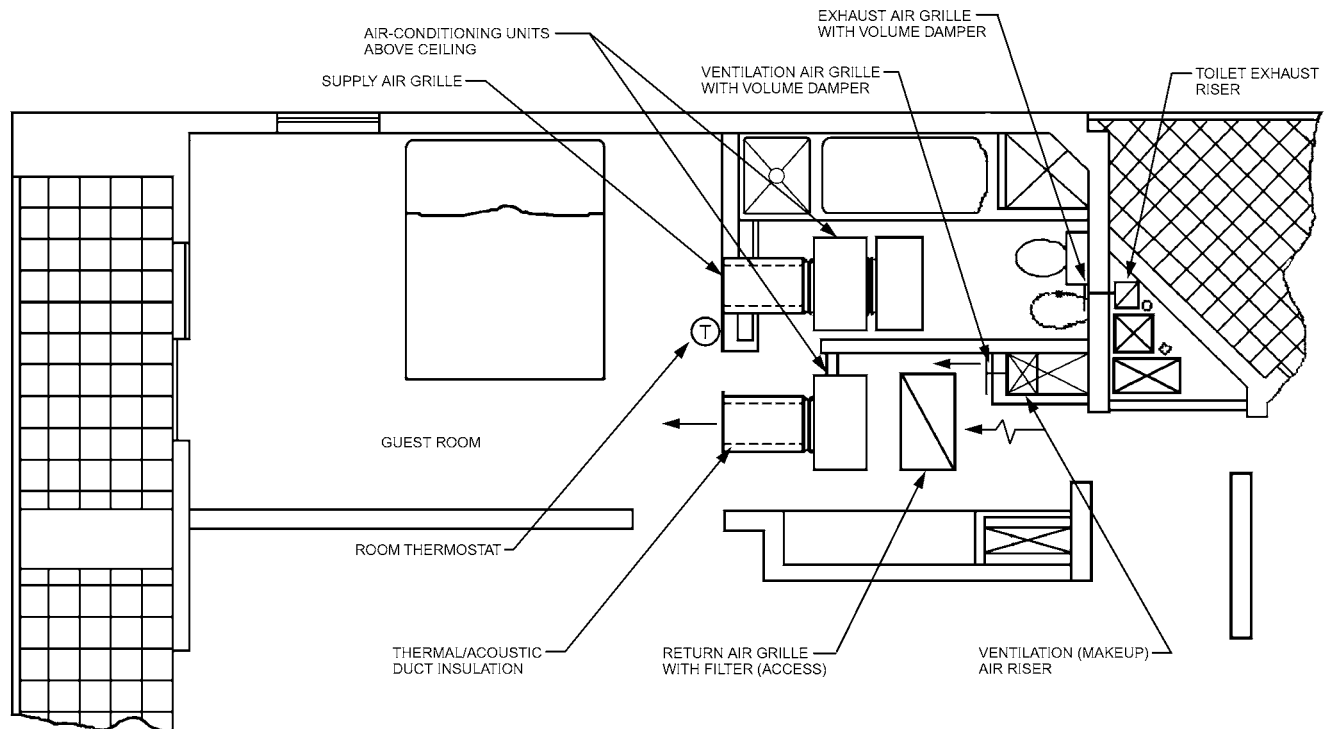 EXHAUST AIR GRILLE
WITH VOLUME DAMPER
AIR-CONDITIONING UNITS
ABOVE CEILING
SUPPLY AIR GRILLE
VENTILATION AIR GRILLE
WITH VOLUME DAMPER
TOILET EXHAUST
RISER
T
GUEST ROOM
ROOM THERMOSTAT
THERMAL/ACOUSTIC
DUCT INSULATION
RETURN AIR GRILLE
WITH FILTER (ACCESS)
VENTILATION (MAKEUP)
AIR RISER